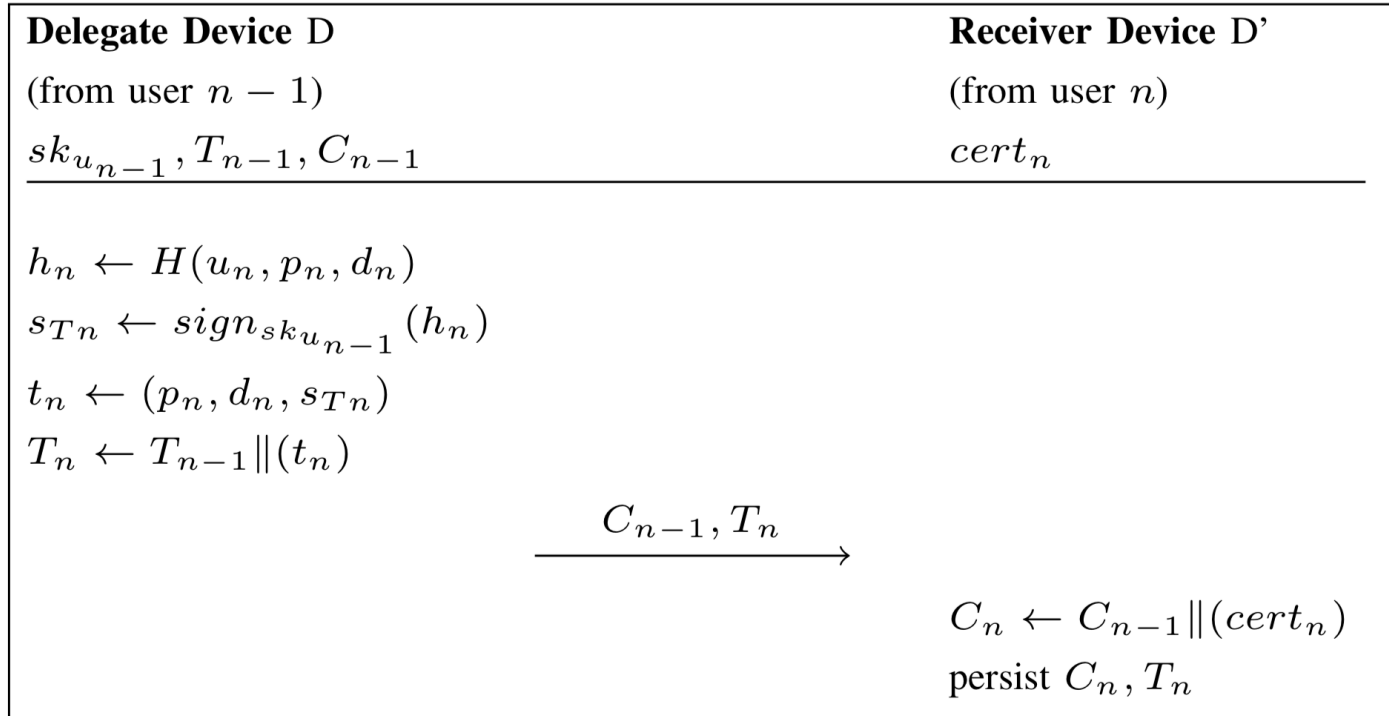 Delegate Device D
(from user n − 1)
sk_{u_{n−1}}, T_{n−1}, C_{n−1}
Receiver Device D'
(from user n)
cert_n
h_n ← H(u_n, p_n, d_n)
s_{Tn} ← sign_{sk_{u_{n−1}}}(h_n)
t_n ← (p_n, d_n, s_{Tn})
T_n ← T_{n−1}∥(t_n)
C_{n−1}, T_n
C_n ← C_{n−1}∥(cert_n)
persist C_n, T_n